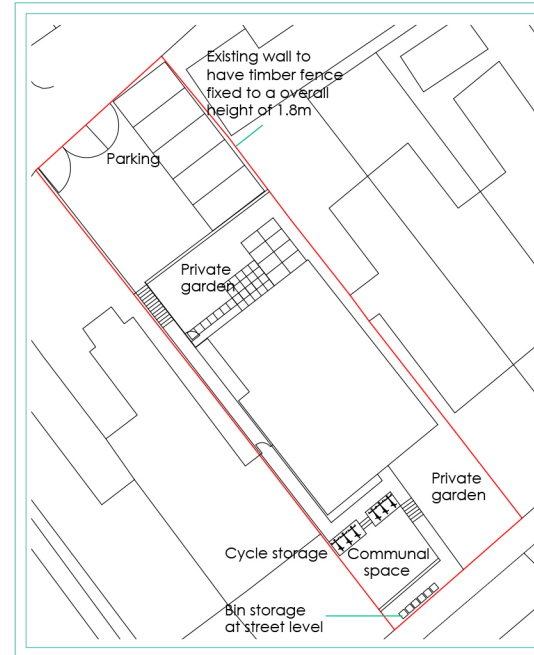 Existing wall to
have timber fence
fixed to a overall
height of 1.8m
Parking
Private
garden
Private
garden
Cycle storage
Communal
space
Bin storage
at street level